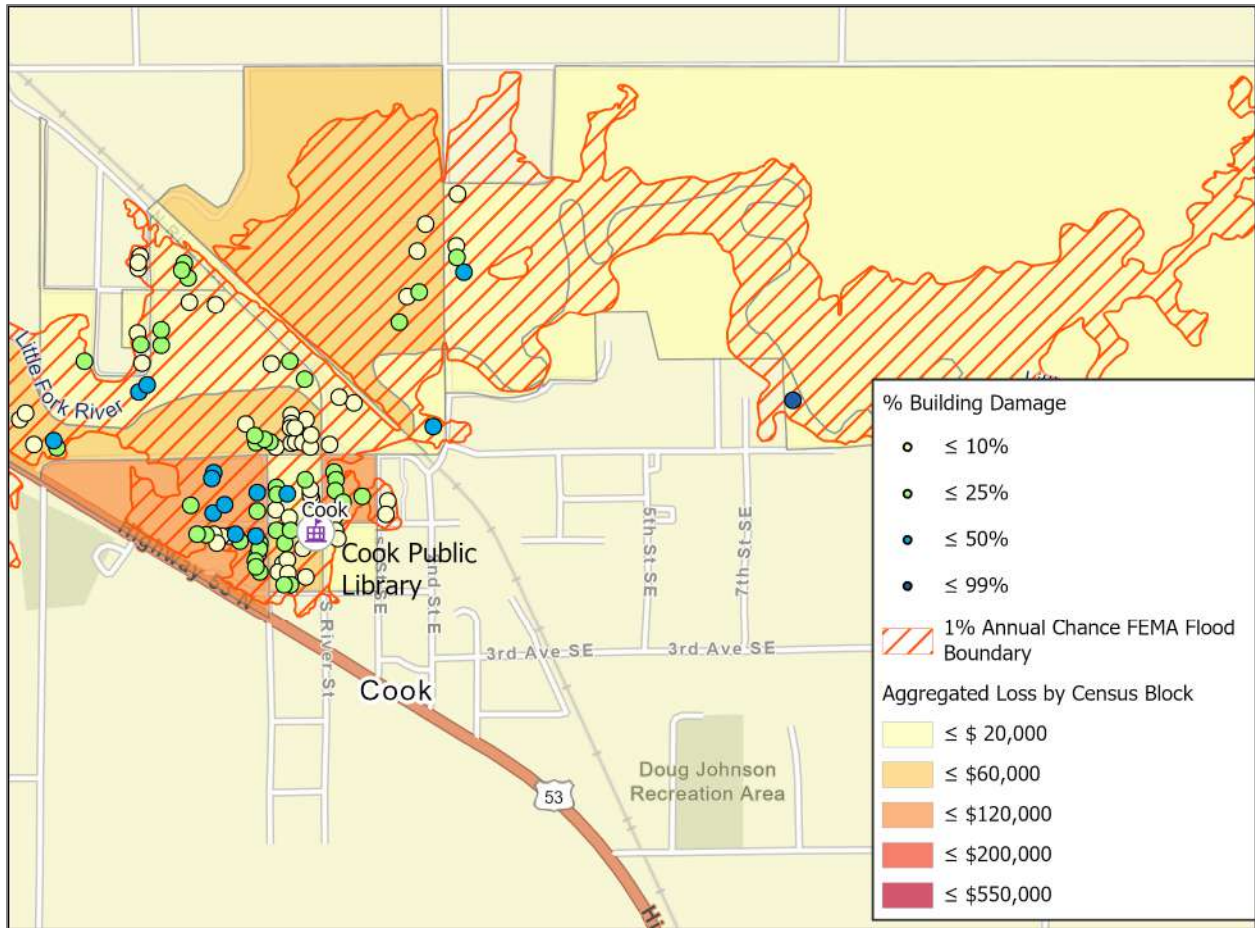 Little Fork River
Cook
Cook Public
Library
Highway 53 N
S River St
2nd St E
5th St SE
7th St SE
3rd Ave SE
3rd Ave SE
Cook
Doug Johnson
Recreation Area
53
% Building Damage
≤ 10%
≤ 25%
≤ 50%
≤ 99%
1% Annual Chance FEMA Flood
Boundary
Aggregated Loss by Census Block
≤ $ 20,000
≤ $60,000
≤ $120,000
≤ $200,000
≤ $550,000